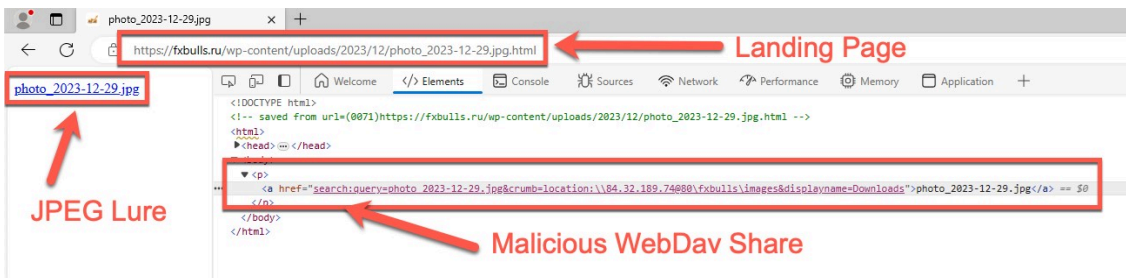 photo_2023-12-29.jpg
https://fxbulls.ru/wp-content/uploads/2023/12/photo_2023-12-29.jpg.html
Landing Page
photo_2023-12-29.jpg
Welcome </> Elements Console Sources Network Performance Memory Application
<!DOCTYPE html>
<!-- saved from url=(0071)https://fxbulls.ru/wp-content/uploads/2023/12/photo_2023-12-29.jpg.html -->
<html>
<head> ... </head>
<body>
<p>
<a href="search:query=photo_2023-12-29.jpg&crumb=location:\\84.32.189.74@80\fxbulls\images&displayname=Downloads">photo_2023-12-29.jpg</a> == $0
</p>
</body>
</html>
JPEG Lure
Malicious WebDav Share